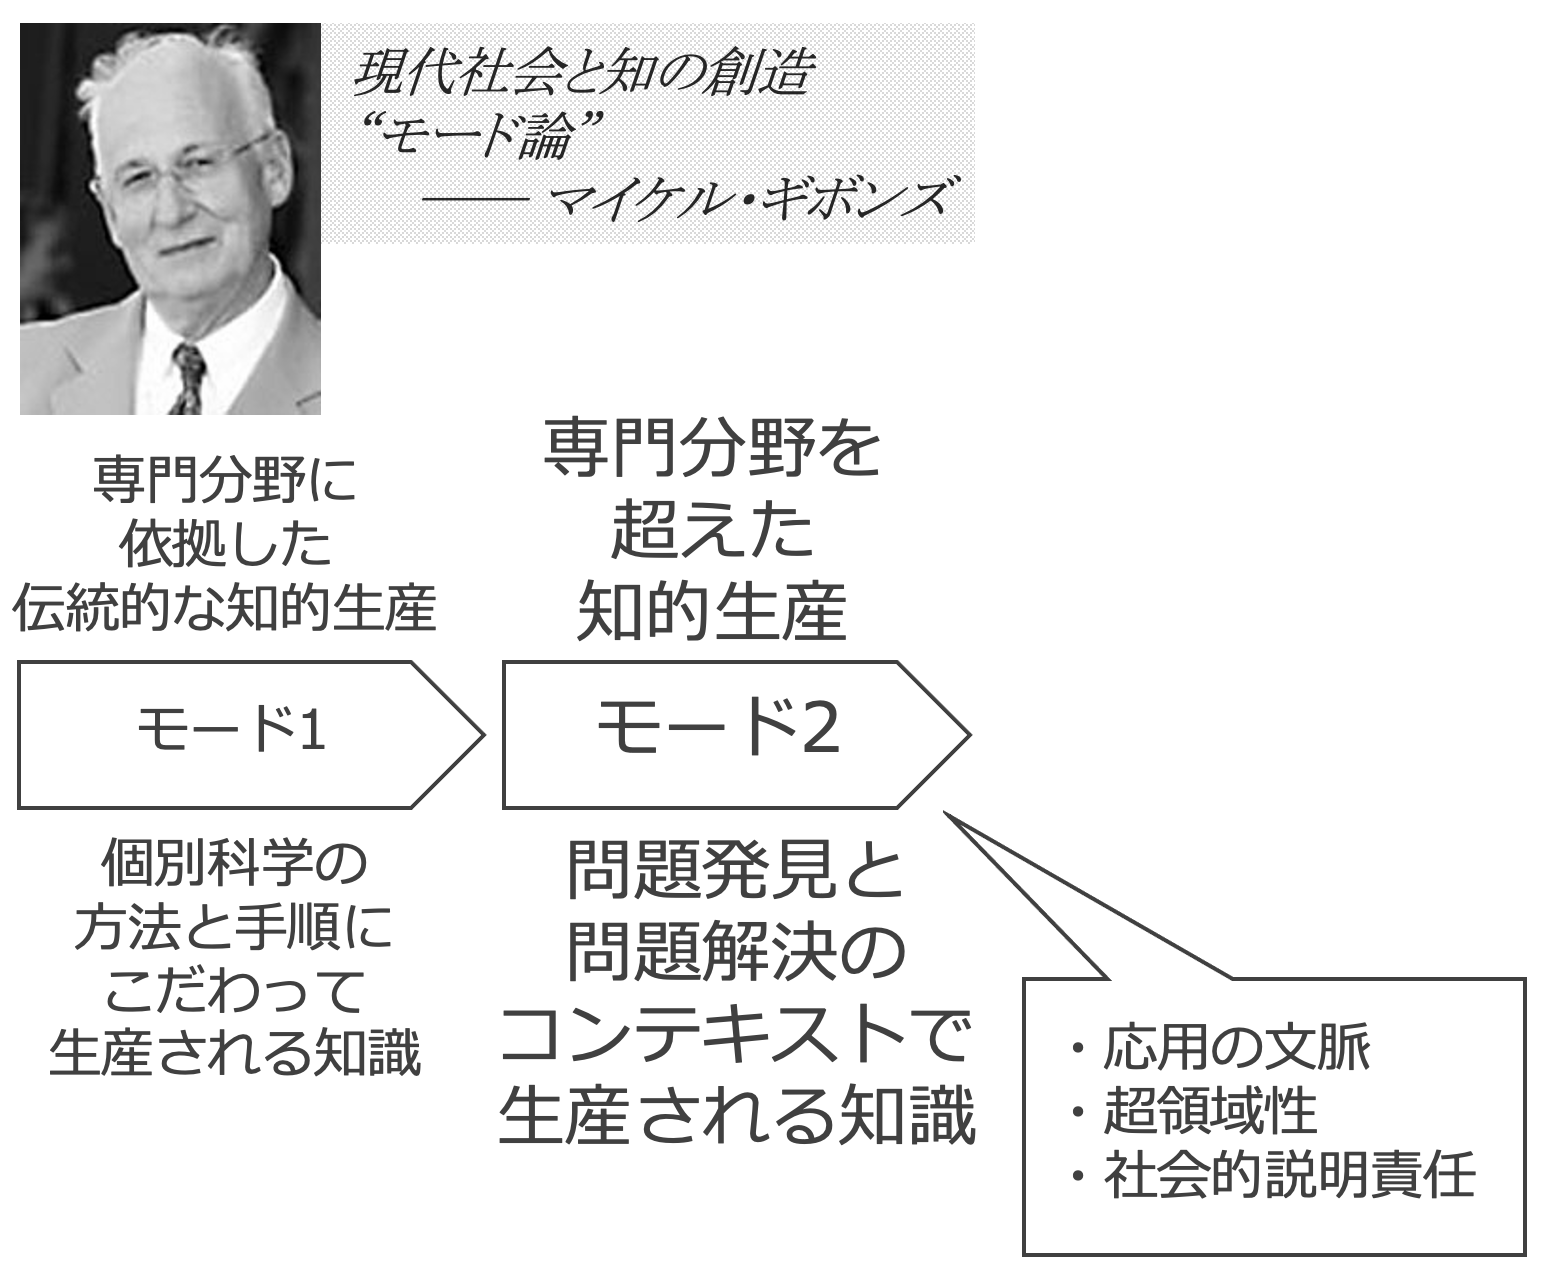 現代社会と知の創造
“モード論”
―― マイケル・ギボンズ
専門分野に
依拠した
伝統的な知的生産
モード1
個別科学の
方法と手順に
こだわって
生産される知識
専門分野を
超えた
知的生産
モード2
問題発見と
問題解決の
コンテキストで
生産される知識
・応用の文脈
・超領域性
・社会的説明責任